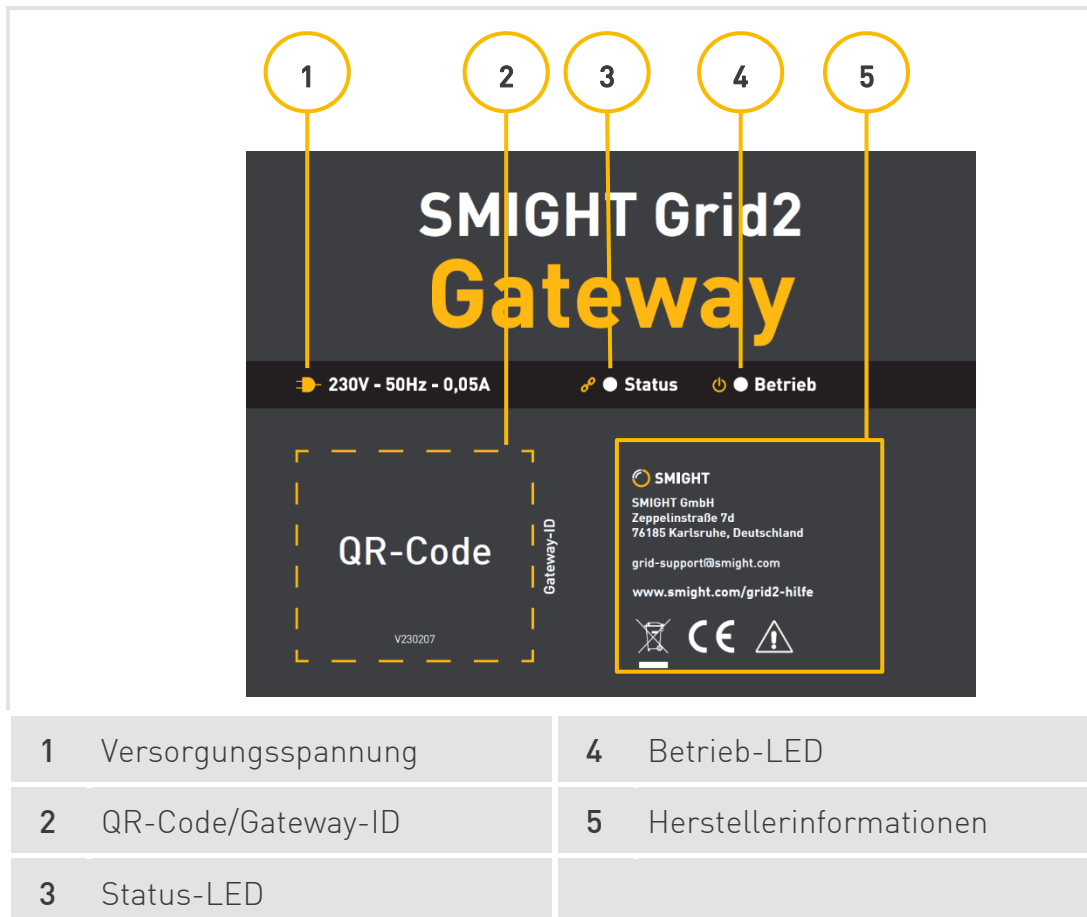 1 2 3 4 5
SMIGHT Grid2
Gateway
230V - 50Hz - 0,05A Status Betrieb
QR-Code
V230207
Gateway-ID
SMIGHT
SMIGHT GmbH
Zeppelinstraße 7d
76185 Karlsruhe, Deutschland
grid-support@smight.com
www.smight.com/grid2-hilfe
CE
1 Versorgungsspannung 4 Betrieb-LED
2 QR-Code/Gateway-ID 5 Herstellerinformationen
3 Status-LED